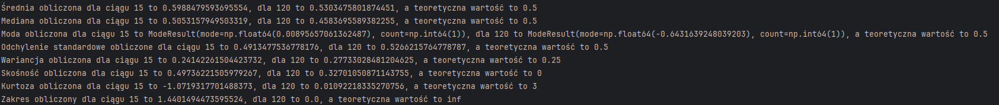 Średnia obliczona dla ciągu 15 to 0.5988479593695554, dla 120 to 0.5303475801874451, a teoretyczna wartość to 0.5
Mediana obliczona dla ciągu 15 to 0.5053157949503319, dla 120 to 0.4583695589382255, a teoretyczna wartość to 0.5
Moda obliczona dla ciągu 15 to ModeResult(mode=np.float64(0.00895657061362487), count=np.int64(1)), dla 120 to ModeResult(mode=np.float64(-0.6431639248039203), count=np.int64(1)), a teoretyczna wartość to 0.5
Odchylenie standardowe obliczone dla ciągu 15 to 0.4913477536778176, dla 120 to 0.5266215764778787, a teoretyczna wartość to 0.5
Wariancja obliczona dla ciągu 15 to 0.24142261504423732, dla 120 to 0.27733028481204625, a teoretyczna wartość to 0.25
Skośność obliczona dla ciągu 15 to 0.49736221505979267, dla 120 to 0.32701050871143755, a teoretyczna wartość to 0
Kurtoza obliczona dla ciągu 15 to -1.0719317701488373, dla 120 to 0.01092218335270756, a teoretyczna wartość to 3
Zakres obliczony dla ciągu 15 to 1.4401494473595524, dla 120 to 0.0, a teoretyczna wartość to inf